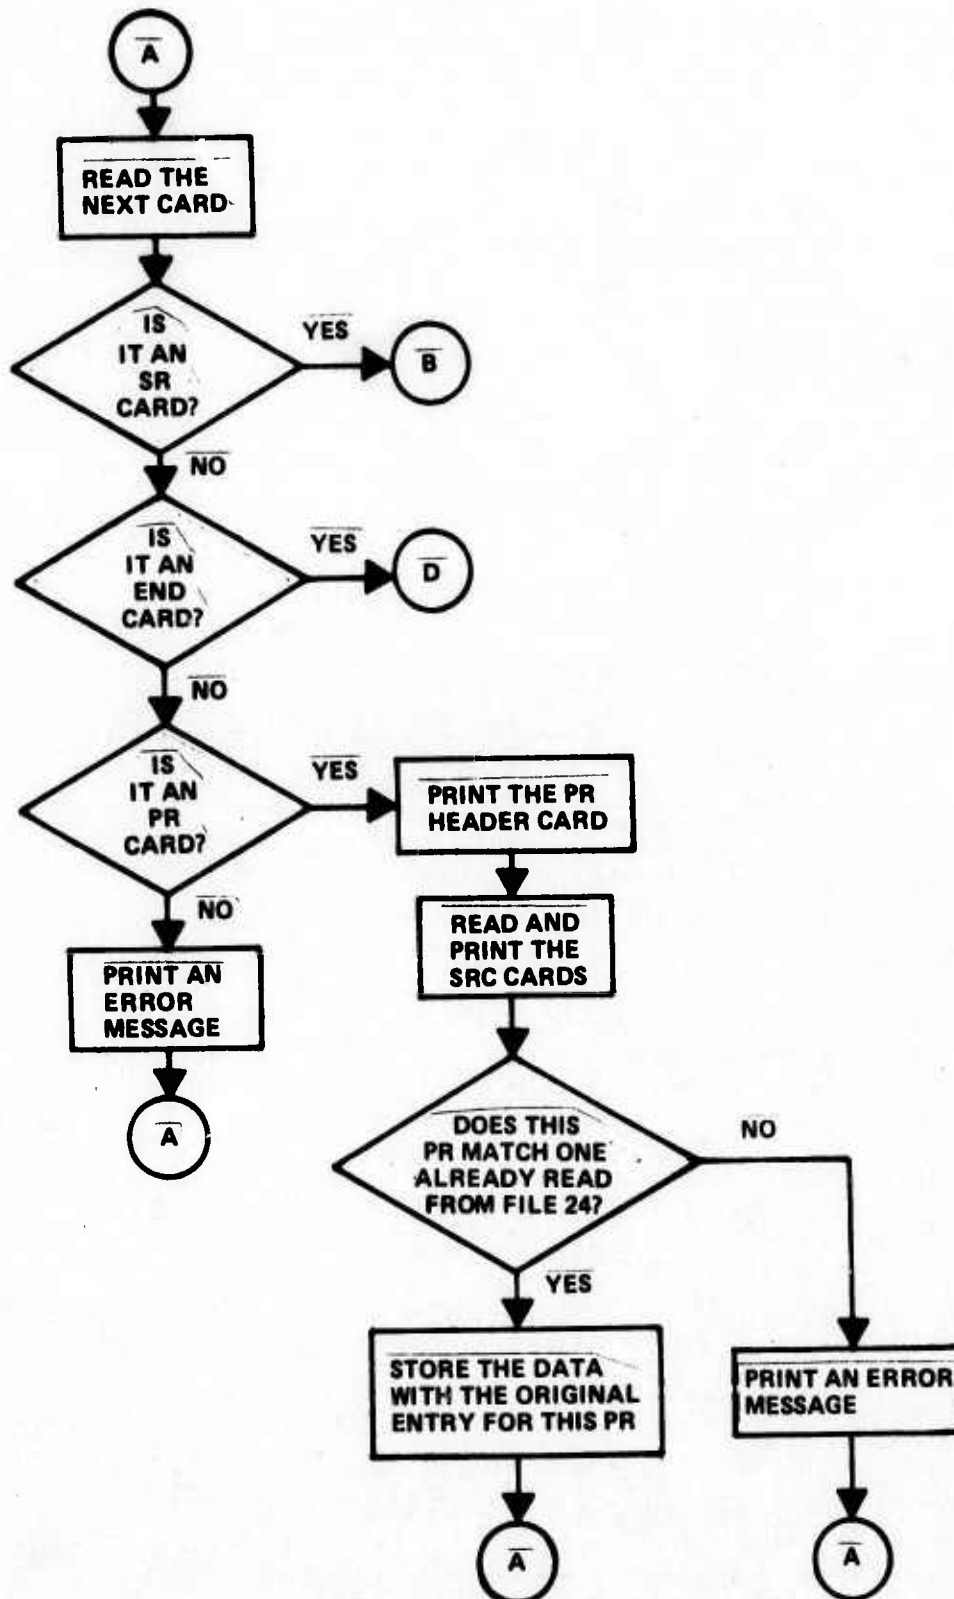 A
READ THE
NEXT CARD
IS
IT AN
SR
CARD?
YES
B
NO
IS
IT AN
END
CARD?
YES
D
NO
IS
IT AN
PR
CARD?
YES
PRINT THE PR
HEADER CARD
NO
READ AND
PRINT THE
SRC CARDS
PRINT AN
ERROR
MESSAGE
A
DOES THIS
PR MATCH ONE
ALREADY READ
FROM FILE 24?
NO
YES
STORE THE DATA
WITH THE ORIGINAL
ENTRY FOR THIS PR
PRINT AN ERROR
MESSAGE
A
A